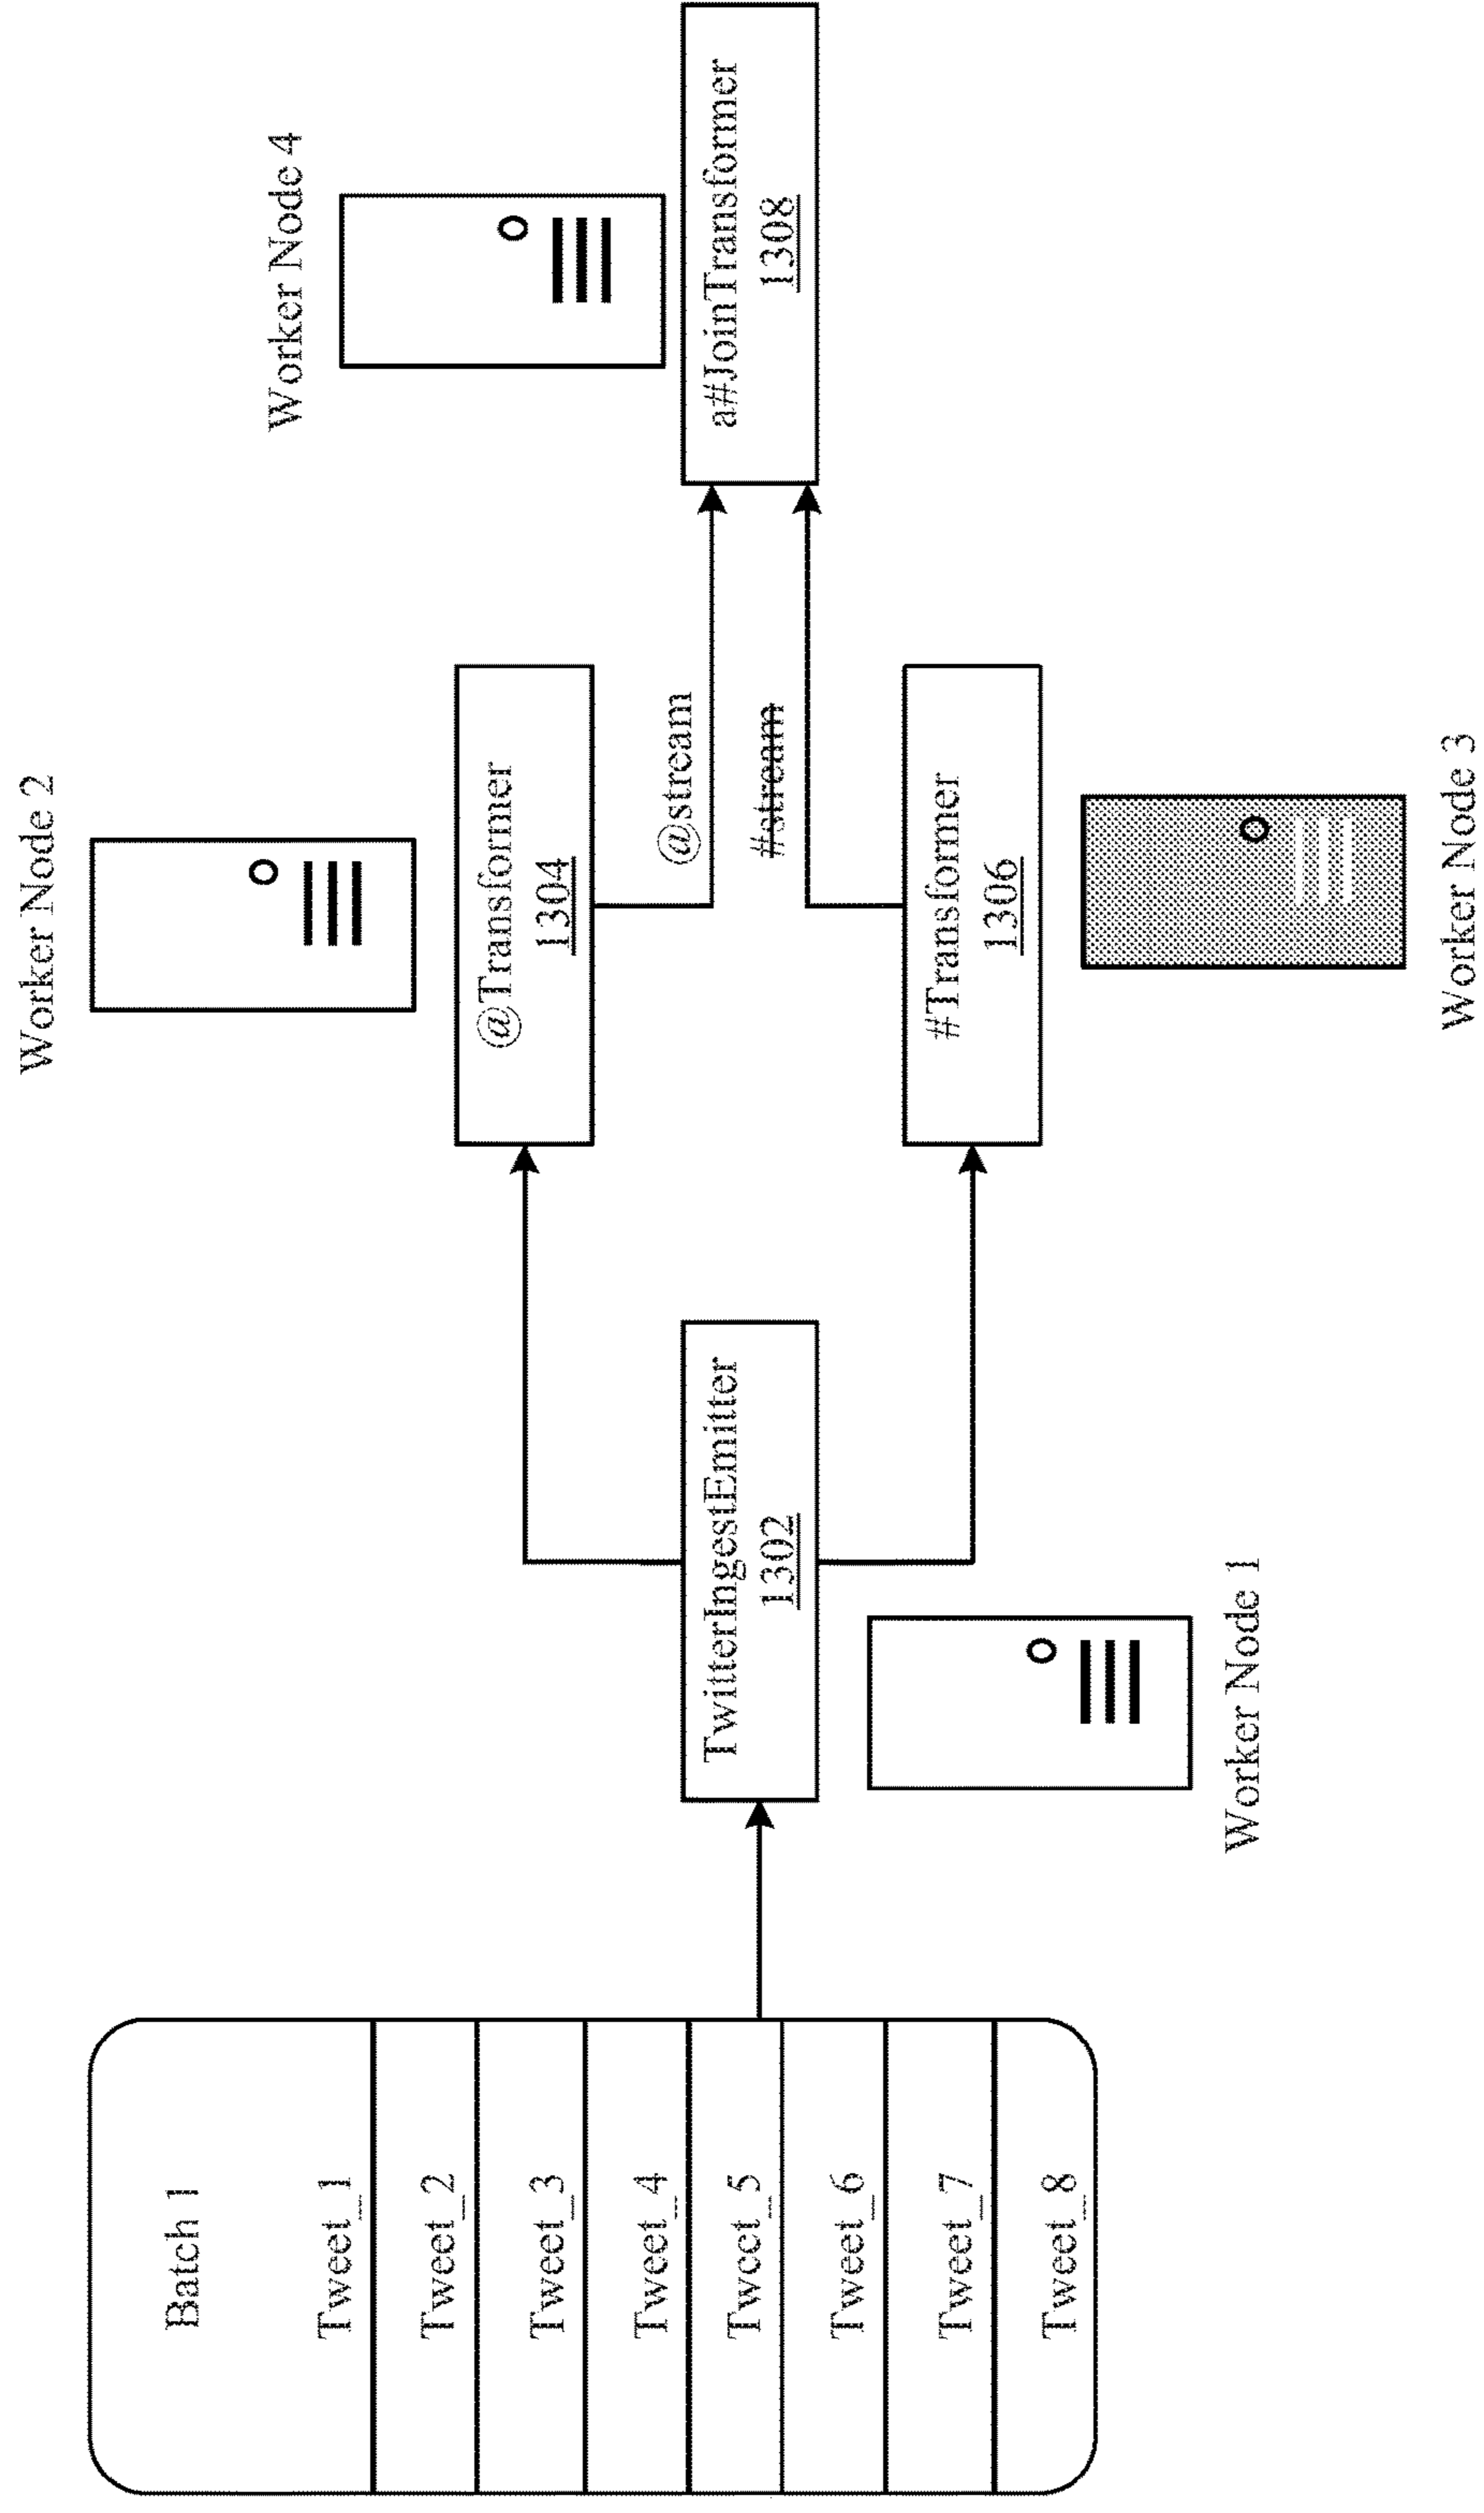 Batch 1
Tweet_1
Tweet_2
Tweet_3
Tweet_4
Tweet_5
Tweet_6
Tweet_7
Tweet_8
TwitterIngestEmitter
1302
Worker Node 1
Worker Node 2
@Transformer
1304
@stream
#stream
#Transformer
1306
Worker Node 3
Worker Node 4
a#JoinTransformer
1308